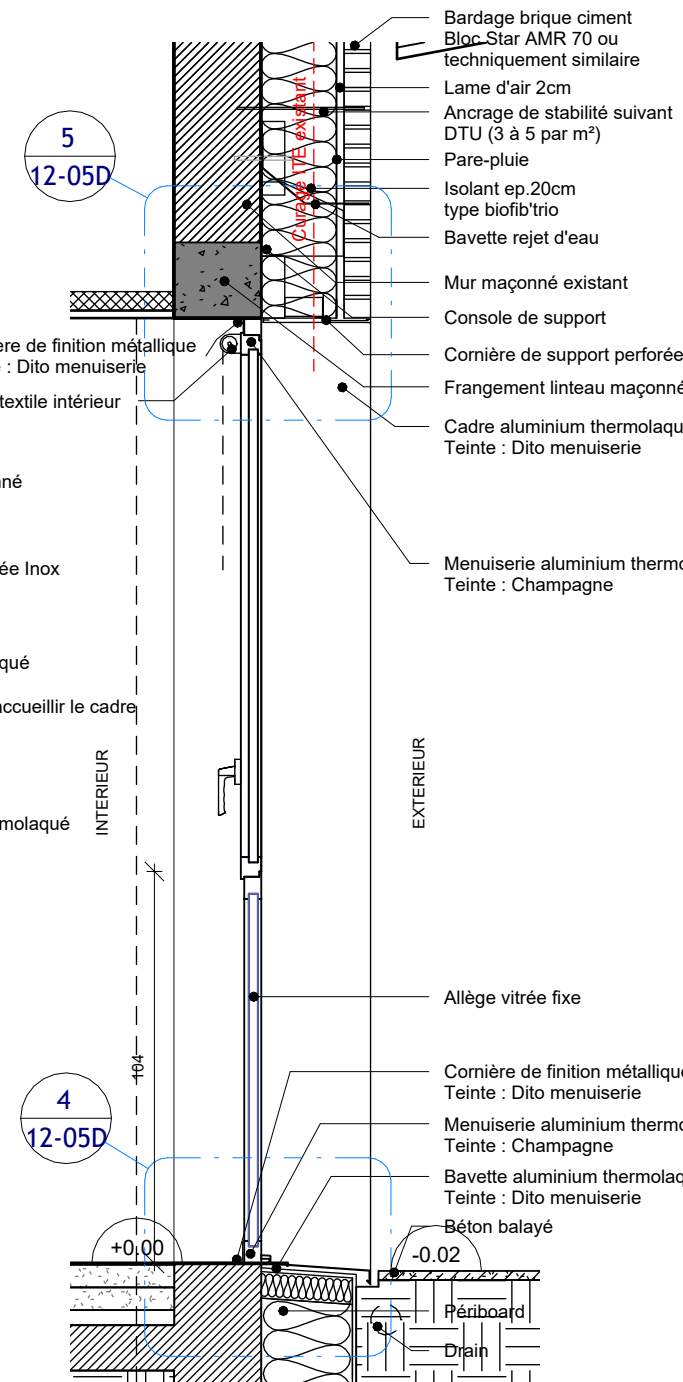 Bardage brique ciment
Bloc Star AMR 70 ou
techniquement similaire
Lame d'air 2cm
Ancrage de stabilité suivant
DTU (3 à 5 par m²)
Pare-pluie
Isolant ep.20cm
type biofib'trio
Bavette rejet d'eau
Mur maçonné existant
Console de support
Cornière de support perforée
Frangement linteau maçonné
Cadre aluminium thermolaqu
Teinte : Dito menuiserie
Menuiserie aluminium thermo
Teinte : Champagne
Curage ITE existant
5
12-05D
ère de finition métallique
e : Dito menuiserie
textile intérieur
nné
ée Inox
qué
accueillir le cadre
molaqué
INTERIEUR
EXTERIEUR
104
Allège vitrée fixe
Cornière de finition métallique
Teinte : Dito menuiserie
Menuiserie aluminium thermo
Teinte : Champagne
Bavette aluminium thermolaq
Teinte : Dito menuiserie
Béton balayé
4
12-05D
+0.00
-0.02
Périboard
Drain